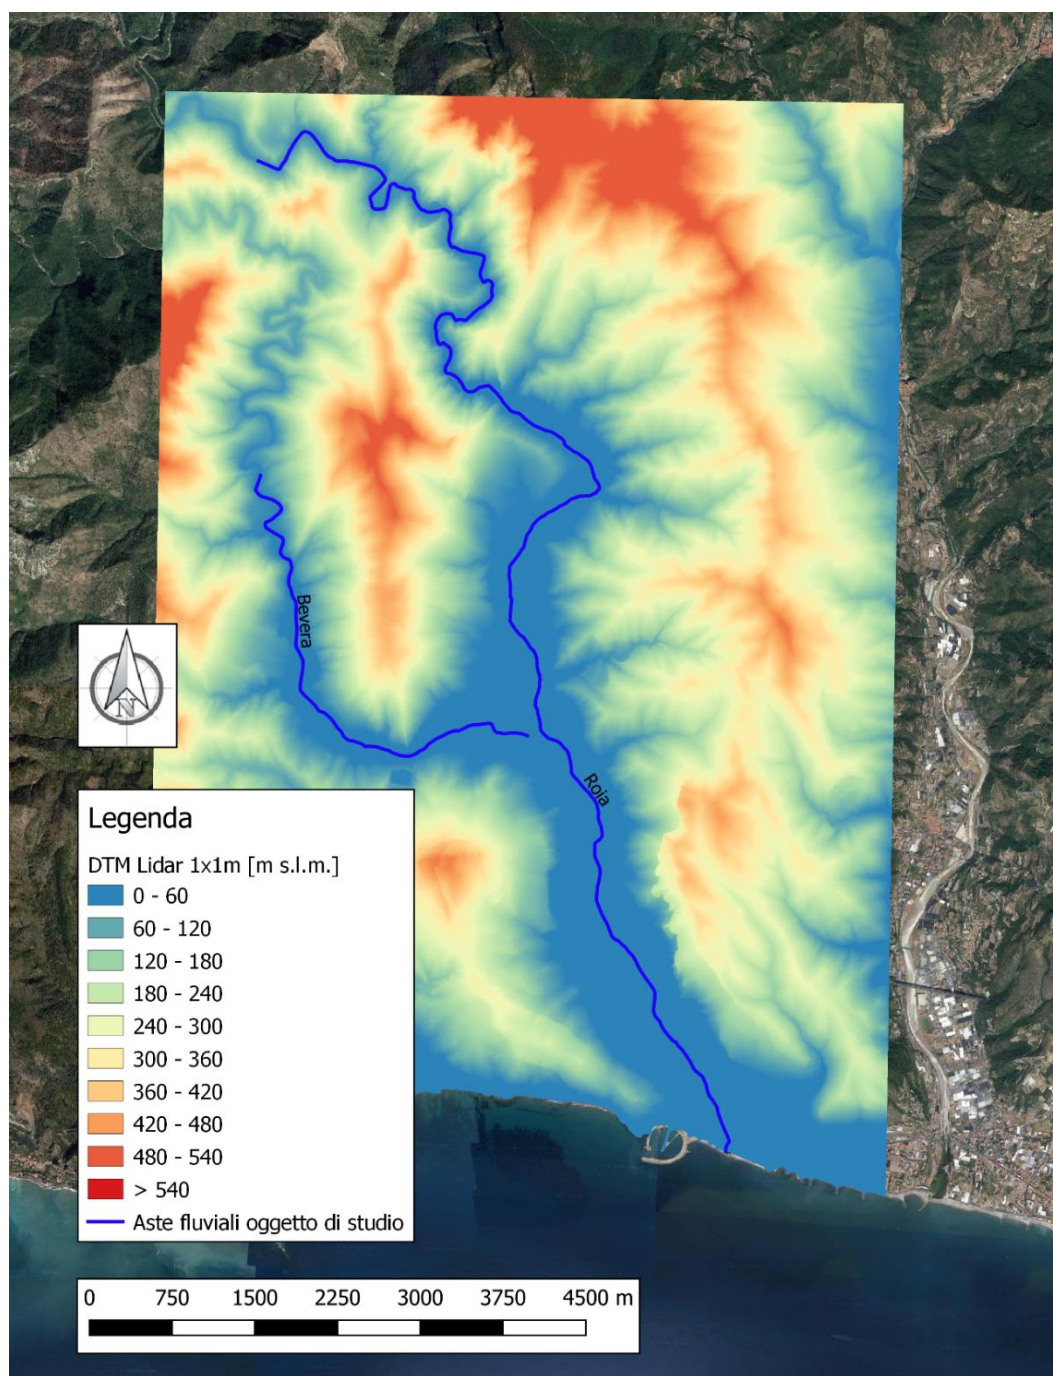 Bevera
Roia
N
Legenda
DTM Lidar 1x1m [m s.l.m.]
0 - 60
60 - 120
120 - 180
180 - 240
240 - 300
300 - 360
360 - 420
420 - 480
480 - 540
> 540
Aste fluviali oggetto di studio
0 750 1500 2250 3000 3750 4500 m